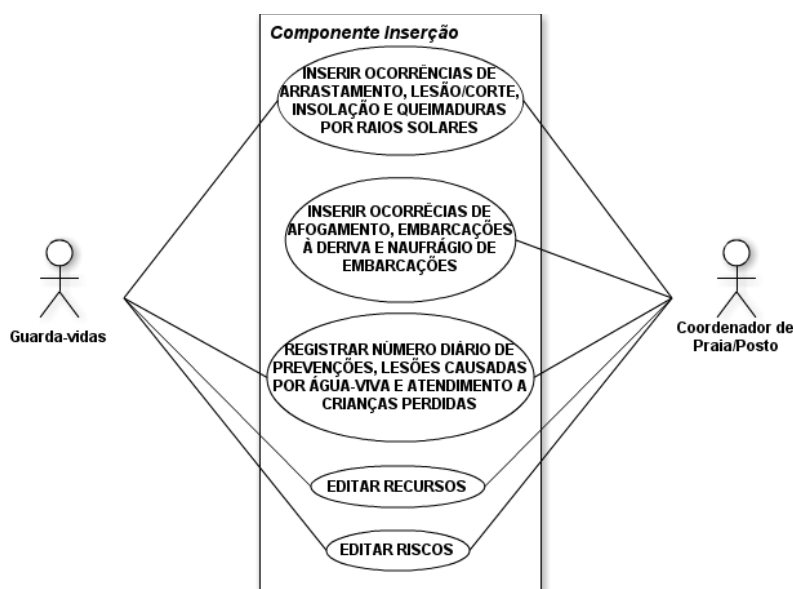 Componente inserção
INSERIR OCORRÊNCIAS DE
ARRASTAMENTO, LESÃO/CORTE,
INSOLAÇÃO E QUEIMADURAS
POR RAIOS SOLARES
INSERIR OCORRÊCIAS DE
AFOGAMENTO, EMBARCAÇÕES
À DERIVA E NAUFRÁGIO DE
EMBARCAÇÕES
Guarda-vidas
Coordenador de
Praia/Posto
REGISTRAR NÚMERO DIÁRIO DE
PREVENÇÕES, LESÕES CAUSADAS
POR ÁGUA-VIVA E ATENDIMENTO A
CRIANÇAS PERDIDAS
EDITAR RECURSOS
EDITAR RISCOS